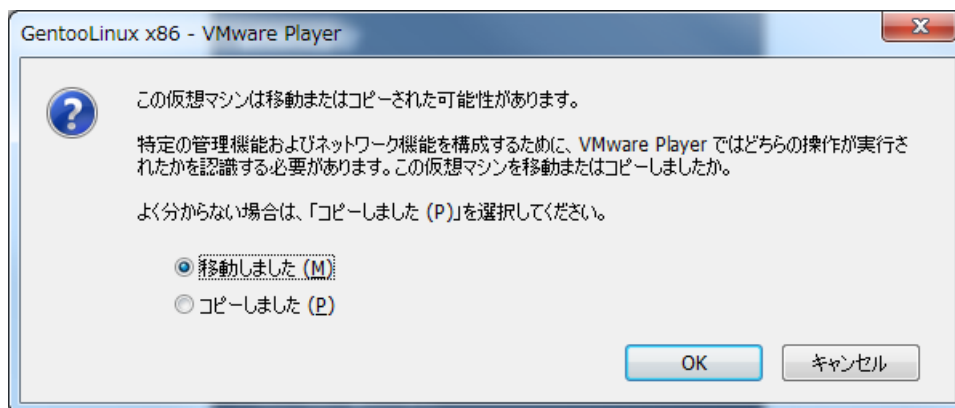 GentooLinux x86 - VMware Player
この仮想マシンは移動またはコピーされた可能性があります。
特定の管理機能およびネットワーク機能を構成するために、VMware Player ではどちらの操作が実行さ
れたかを認識する必要があります。この仮想マシンを移動またはコピーしましたか。
よく分からない場合は、「コピーしました (P)」を選択してください。
移動しました (M)
コピーしました (P)
OK キャンセル